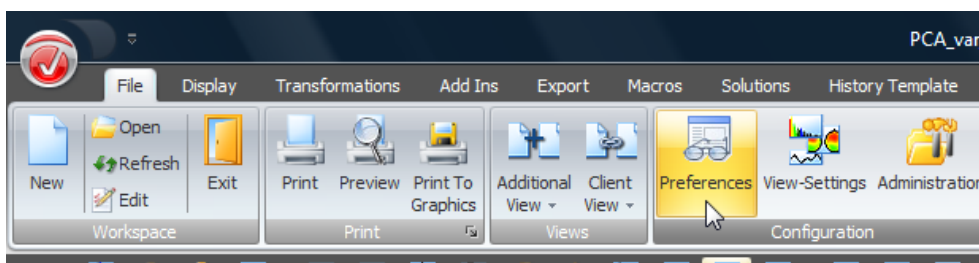 PCA_var
File Display Transformations Add Ins Export Macros Solutions History Template
New
Open
Refresh
Edit
Exit
Print
Preview
Print To
Graphics
Additional
View
Client
View
Preferences
View-Settings
Administration
Workspace Print Views Configuration